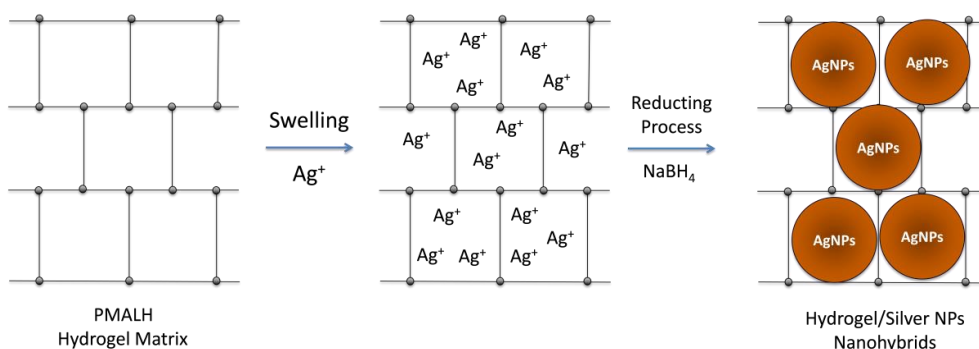 PMALH
Hydrogel Matrix
Swelling
Ag⁺
Ag⁺
Ag⁺ Ag⁺
Ag⁺ Ag⁺
Ag⁺
Ag⁺ Ag⁺
Ag⁺
Ag⁺ Ag⁺
Ag⁺
Ag⁺ Ag⁺ Ag⁺
Reducting
Process
NaBH₄
AgNPs AgNPs
AgNPs
AgNPs AgNPs
Hydrogel/Silver NPs
Nanohybrids